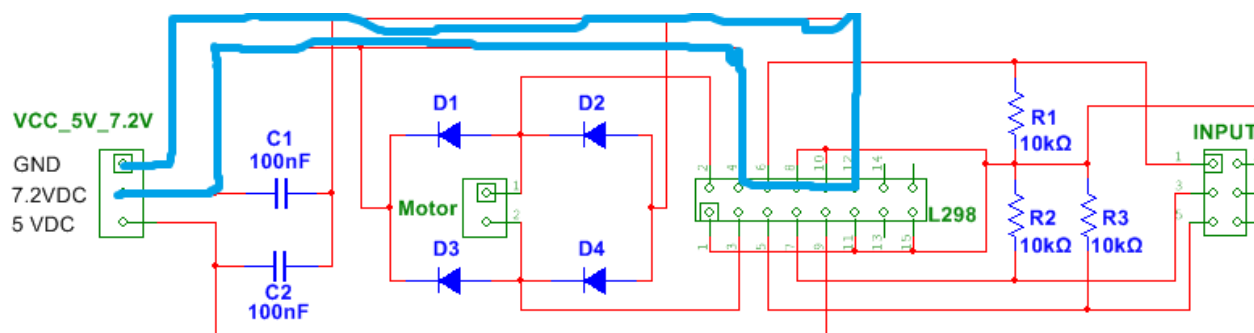 VCC_5V_7.2V
GND
7.2VDC
5 VDC
C1
100nF
C2
100nF
D1
D2
D3
D4
Motor
1
2
2
4
6
8
10
12
14
1
3
5
7
9
11
13
15
L298
R1
10kΩ
R2
10kΩ
R3
10kΩ
INPUT
1
3
5